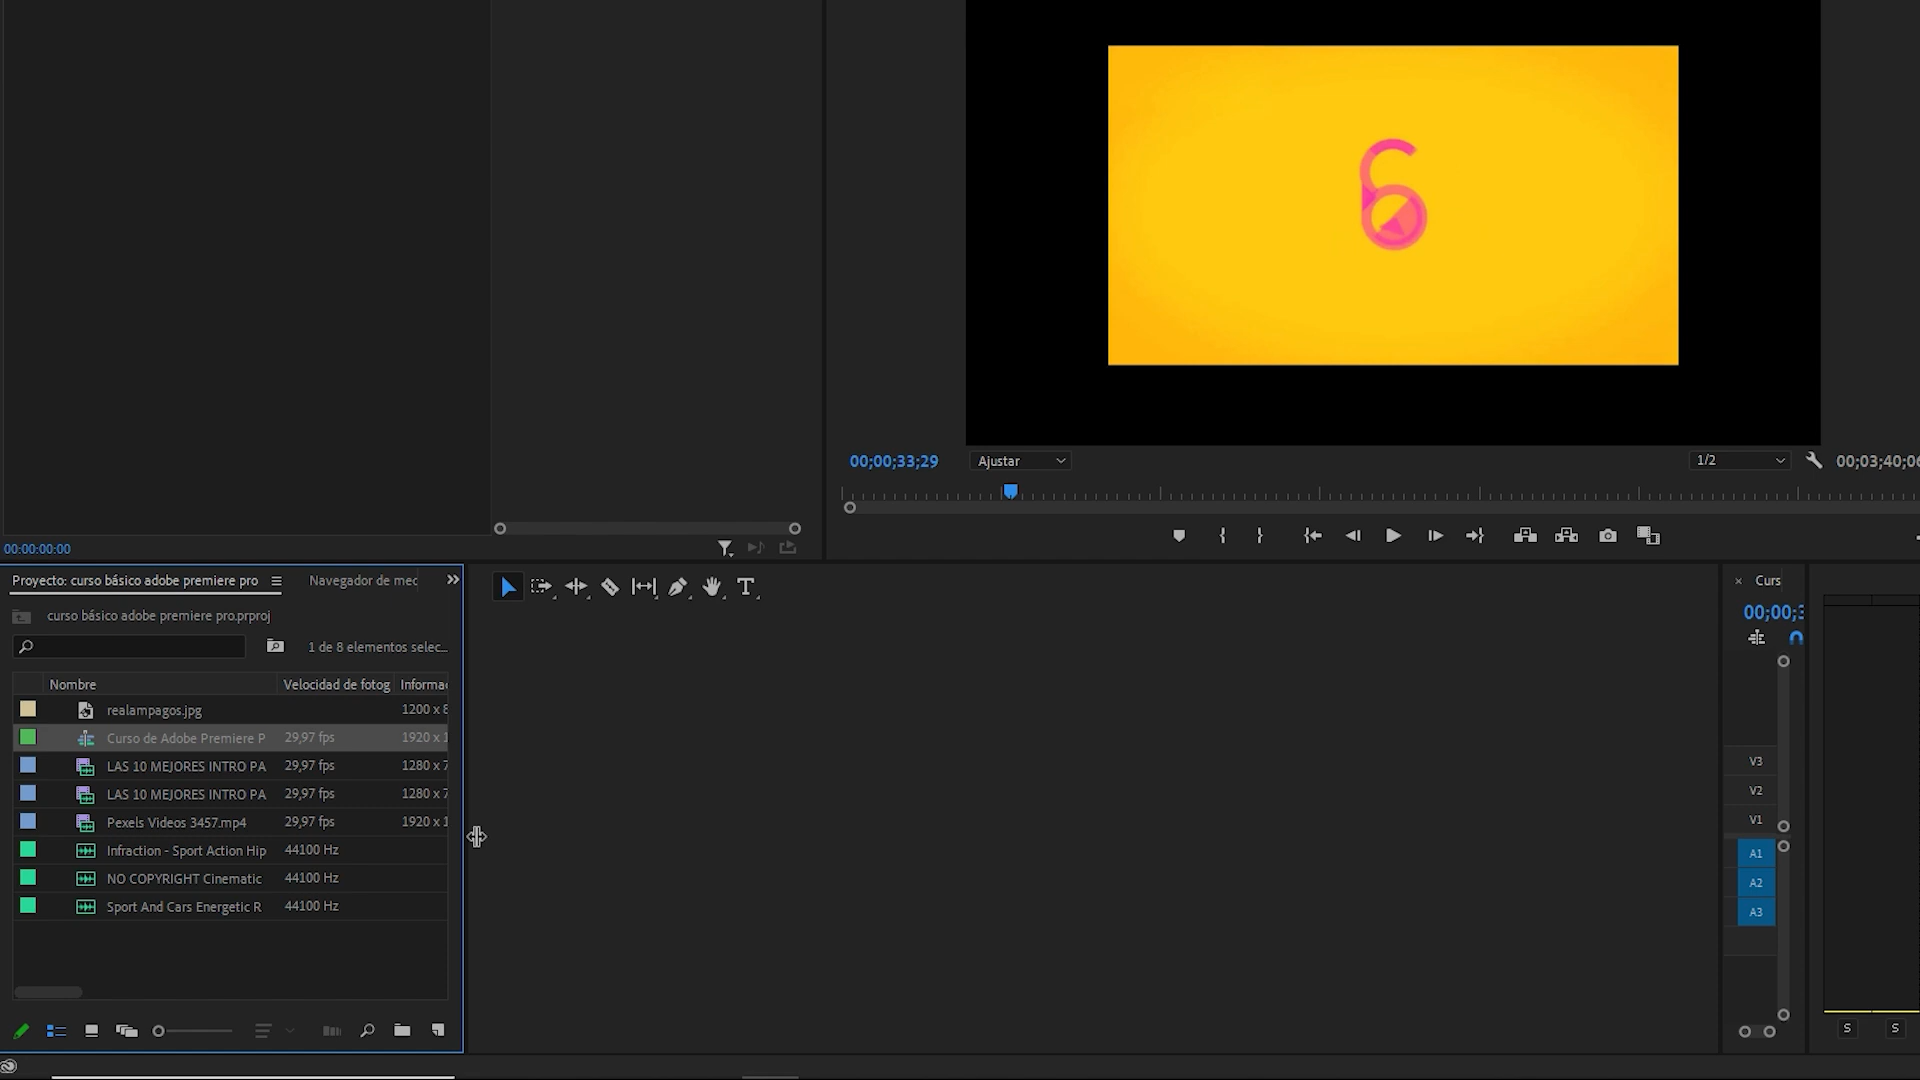 6
00;00;33;29
Ajustar
1/2
00;03;40;0
00:00:00:00
Proyecto: curso básico adobe premiere pro
Navegador de mec
Curs
curso básico adobe premiere pro.prproj
00;00;3
1 de 8 elementos selec...
Nombre
Velocidad de fotog
Informac
realampagos.jpg
1200 x 8
Curso de Adobe Premiere P
29,97 fps
1920 x 1
LAS 10 MEJORES INTRO PA
29,97 fps
1280 x 7
LAS 10 MEJORES INTRO PA
29,97 fps
1280 x 7
Pexels Videos 3457.mp4
29,97 fps
1920 x 1
Infraction - Sport Action Hip
44100 Hz
NO COPYRIGHT Cinematic
44100 Hz
Sport And Cars Energetic R
44100 Hz
V3
V2
V1
A1
A2
A3
S
S